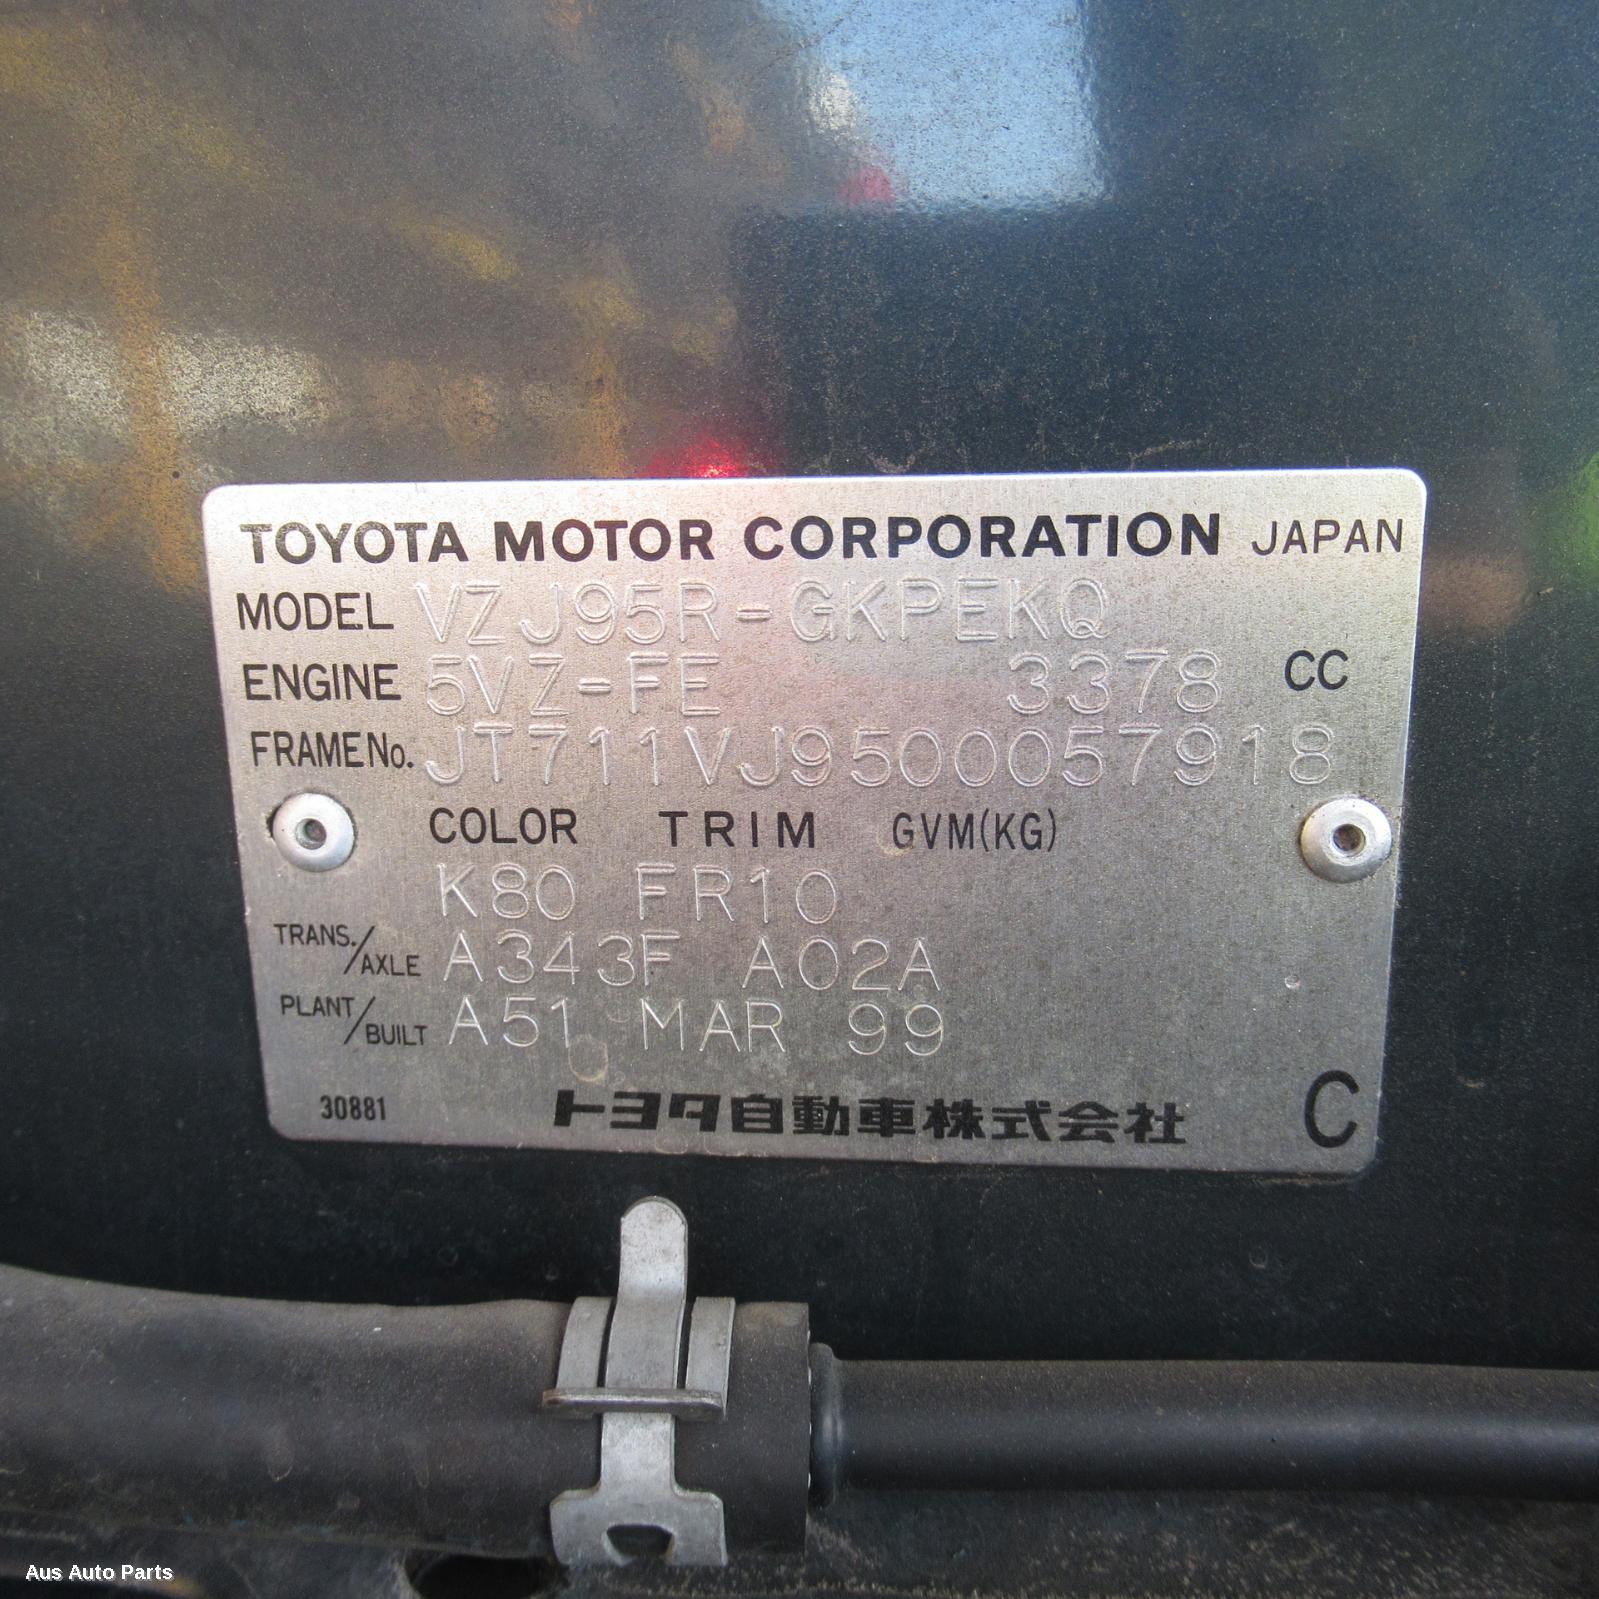 TOYOTA MOTOR CORPORATION JAPAN
MODEL VZJ95R-GKPEKQ
ENGINE 5VZ-FE 3378 CC
FRAME No. JT711VJ9500057918
COLOR TRIM GVM(KG)
K80 FR10
TRANS./AXLE A343F A02A
PLANT/BUILT A51 MAR 99
30881 トヨタ自動車株式会社 C
Aus Auto Parts